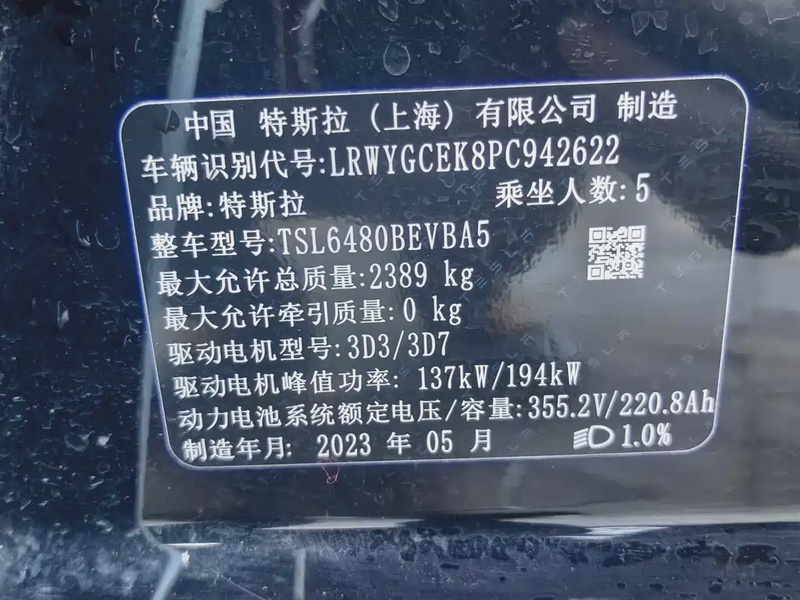 中国 特斯拉（上海）有限公司 制造
车辆识别代号:LRWYGCEK8PC942622
品牌:特斯拉 乘坐人数:5
整车型号:TSL6480BEVBA5
最大允许总质量:2389 kg
最大允许牵引质量:0 kg
驱动电机型号:3D3/3D7
驱动电机峰值功率: 137kW/194kW
动力电池系统额定电压/容量:355.2V/220.8Ah
制造年月: 2023 年 05 月 1.0%